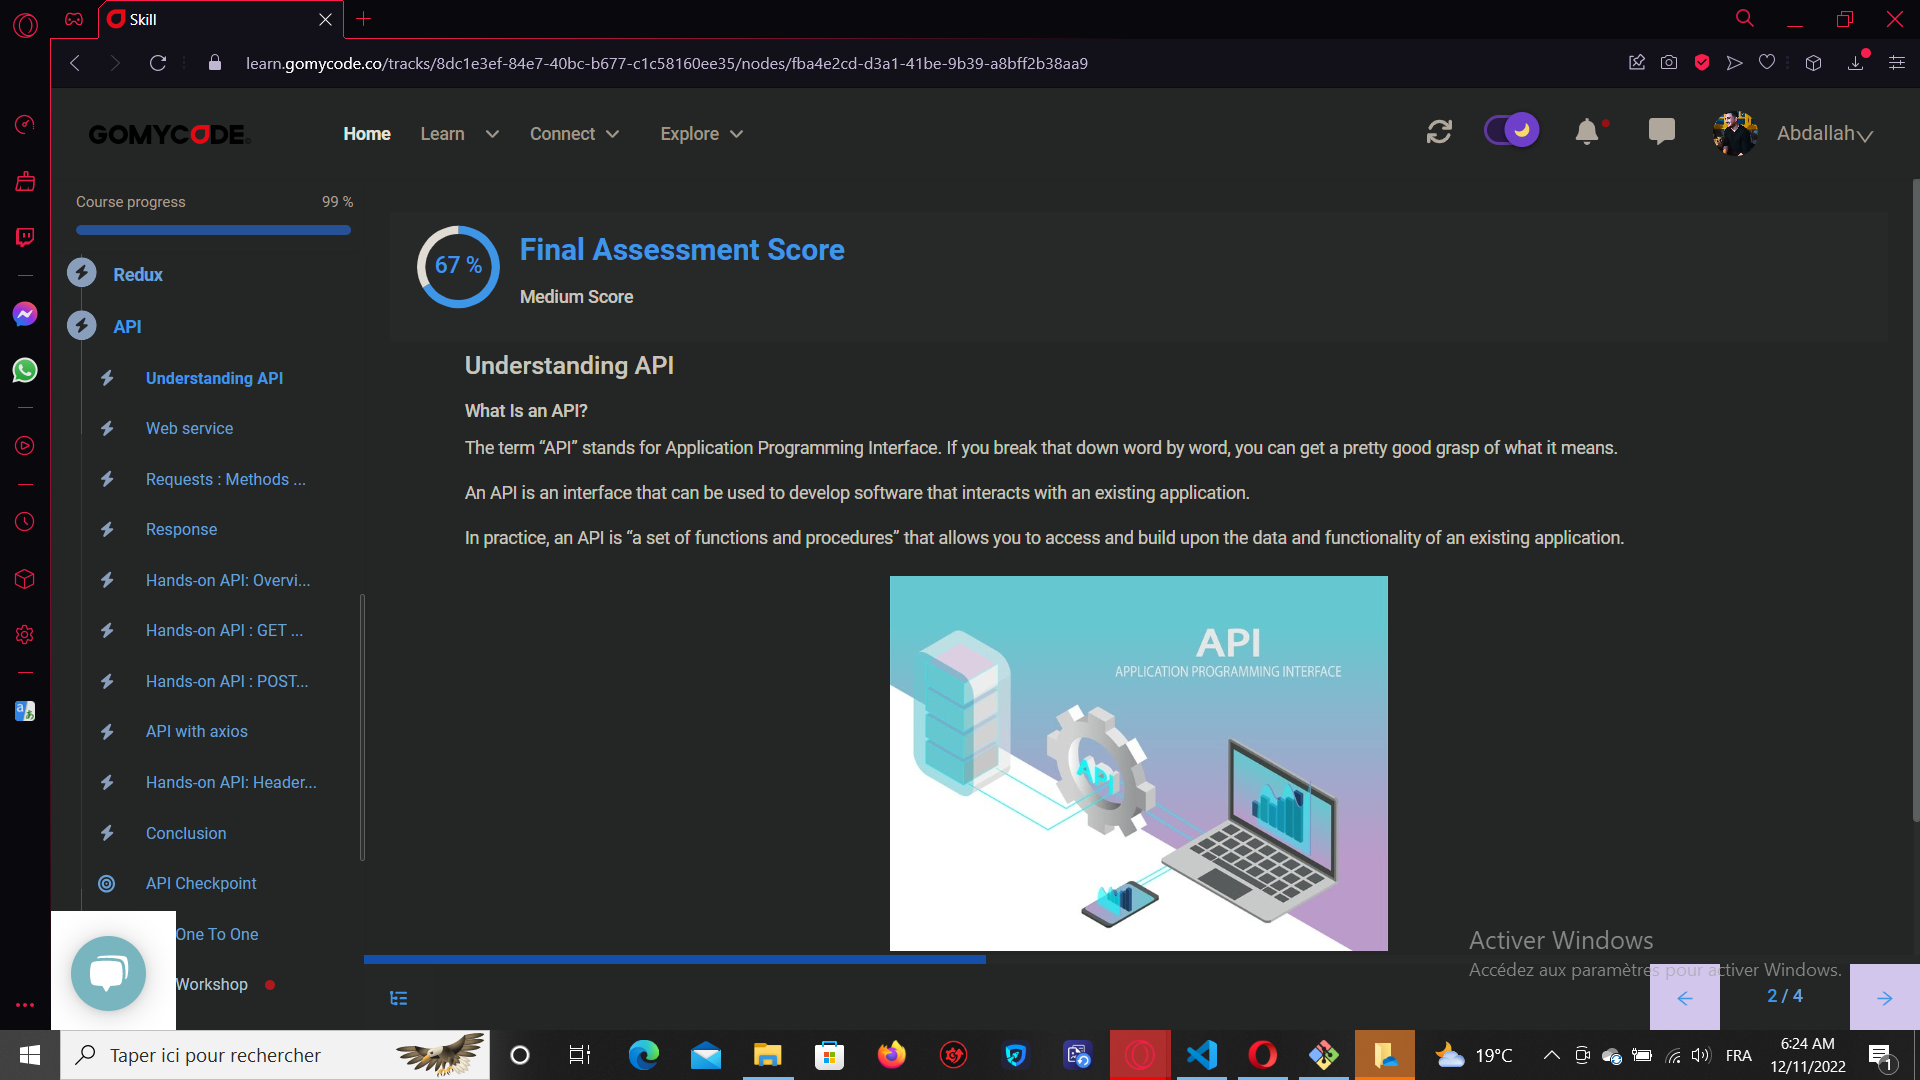 Skill
learn.gomycode.co/tracks/8dc1e3ef-84e7-40bc-b677-c1c58160ee35/nodes/fba4e2cd-d3a1-41be-9b39-a8bff2b38aa9
GOMYCODE
Home
Learn
Connect
Explore
Abdallah
Course progress
99 %
Redux
API
Understanding API
Web service
Requests : Methods ...
Response
Hands-on API: Overvi...
Hands-on API : GET ...
Hands-on API : POST...
API with axios
Hands-on API: Header...
Conclusion
API Checkpoint
One To One
Workshop
67 %
Final Assessment Score
Medium Score
Understanding API
What Is an API?
The term “API” stands for Application Programming Interface. If you break that down word by word, you can get a pretty good grasp of what it means.
An API is an interface that can be used to develop software that interacts with an existing application.
In practice, an API is “a set of functions and procedures” that allows you to access and build upon the data and functionality of an existing application.
API
APPLICATION PROGRAMMING INTERFACE
API
Activer Windows
Accédez aux paramètres pour activer Windows.
2 / 4
Taper ici pour rechercher
19°C
FRA
6:24 AM
12/11/2022
1